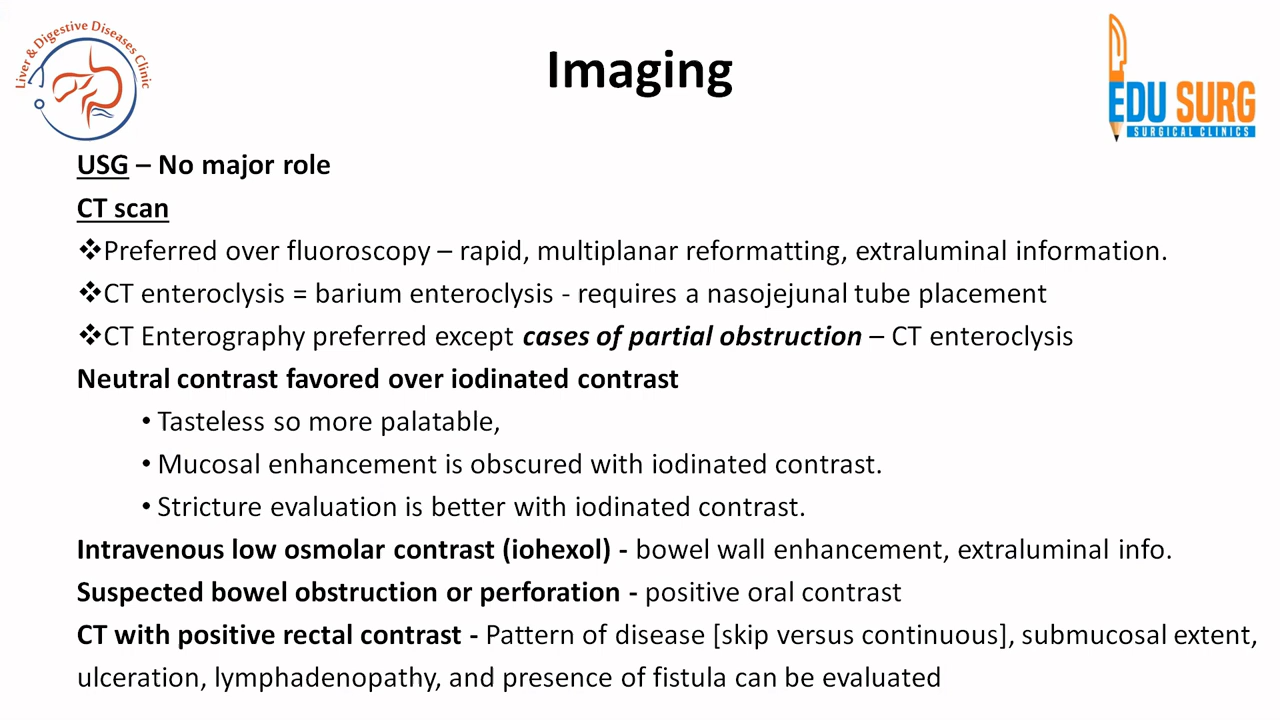 Liver & Digestive Diseases Clinic
Imaging
EDU SURG
SURGICAL CLINICS
USG – No major role
CT scan
❖Preferred over fluoroscopy – rapid, multiplanar reformatting, extraluminal information.
❖CT enteroclysis = barium enteroclysis - requires a nasojejunal tube placement
❖CT Enterography preferred except cases of partial obstruction – CT enteroclysis
Neutral contrast favored over iodinated contrast
• Tasteless so more palatable,
• Mucosal enhancement is obscured with iodinated contrast.
• Stricture evaluation is better with iodinated contrast.
Intravenous low osmolar contrast (iohexol) - bowel wall enhancement, extraluminal info.
Suspected bowel obstruction or perforation - positive oral contrast
CT with positive rectal contrast - Pattern of disease [skip versus continuous], submucosal extent,
ulceration, lymphadenopathy, and presence of fistula can be evaluated